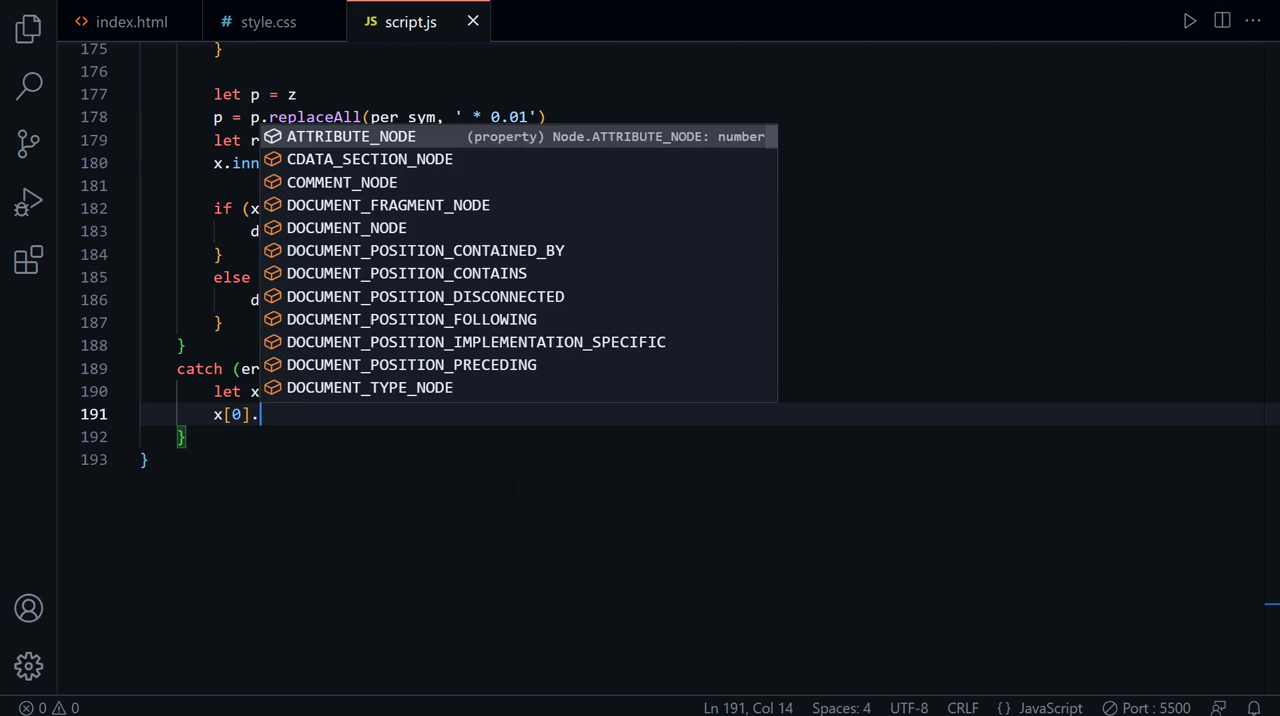 index.html
style.css
JS script.js
175 }
176
177 let p = z
178 p = p.replaceAll(per_sym, ' * 0.01')
179 let r
180 x.inn
181
182 if (x
183 d
184 }
185 else
186 d
187 }
188 }
189 catch (er
190 let x
191 x[0].
192 }
193 }
ATTRIBUTE_NODE (property) Node.ATTRIBUTE_NODE: number
CDATA_SECTION_NODE
COMMENT_NODE
DOCUMENT_FRAGMENT_NODE
DOCUMENT_NODE
DOCUMENT_POSITION_CONTAINED_BY
DOCUMENT_POSITION_CONTAINS
DOCUMENT_POSITION_DISCONNECTED
DOCUMENT_POSITION_FOLLOWING
DOCUMENT_POSITION_IMPLEMENTATION_SPECIFIC
DOCUMENT_POSITION_PRECEDING
DOCUMENT_TYPE_NODE
0 0 Ln 191, Col 14 Spaces: 4 UTF-8 CRLF {} JavaScript Port : 5500